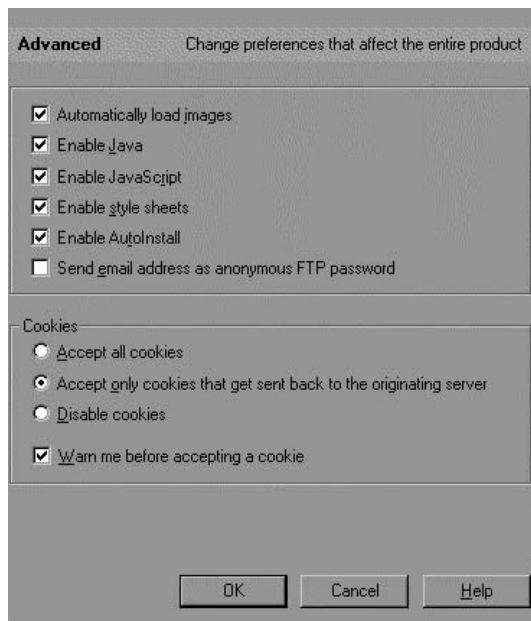 Advanced Change preferences that affect the entire product
Automatically load images
Enable Java
Enable JavaScript
Enable style sheets
Enable AutoInstall
Send email address as anonymous FTP password
Cookies
Accept all cookies
Accept only cookies that get sent back to the originating server
Disable cookies
Warn me before accepting a cookie
OK Cancel Help